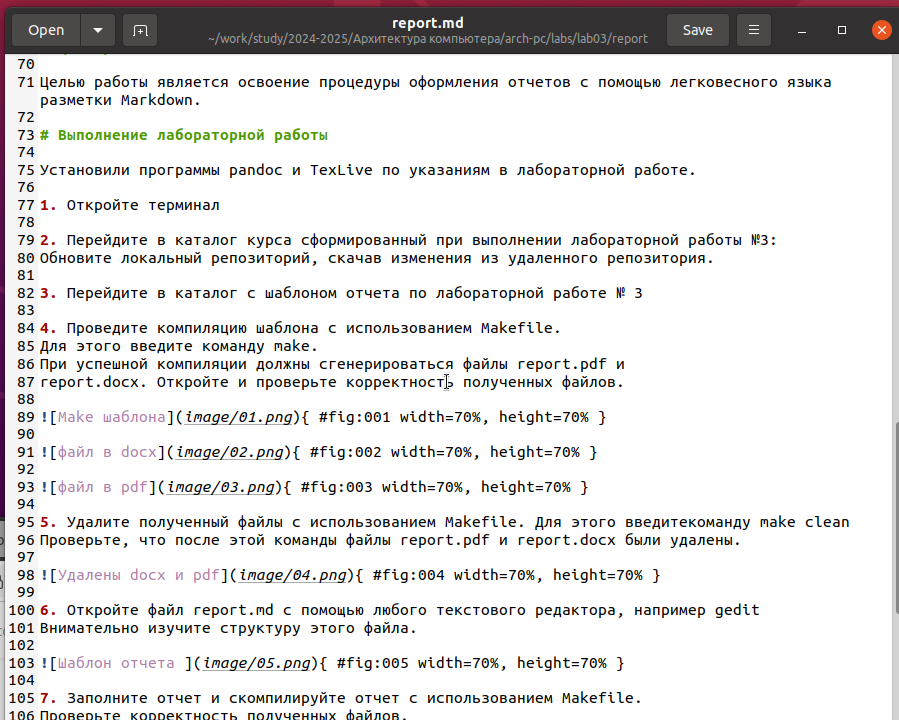 report.md
Open
Save
~/work/study/2024-2025/Архитектура компьютера/arch-pc/labs/lab03/report
70
71 Целью работы является освоение процедуры оформления отчетов с помощью легковесного языка
разметки Markdown.
72
73 # Выполнение лабораторной работы
74
75 Установили программы pandoc и TexLive по указаниям в лабораторной работе.
76
77 1. Откройте терминал
78
79 2. Перейдите в каталог курса сформированный при выполнении лабораторной работы №3:
80 Обновите локальный репозиторий, скачав изменения из удаленного репозитория.
81
82 3. Перейдите в каталог с шаблоном отчета по лабораторной работе № 3
83
84 4. Проведите компиляцию шаблона с использованием Makefile.
85 Для этого введите команду make.
86 При успешной компиляции должны сгенерироваться файлы report.pdf и
87 report.docx. Откройте и проверьте корректность полученных файлов.
88
89 ![Make шаблона](image/01.png){ #fig:001 width=70%, height=70% }
90
91 ![файл в docx](image/02.png){ #fig:002 width=70%, height=70% }
92
93 ![файл в pdf](image/03.png){ #fig:003 width=70%, height=70% }
94
95 5. Удалите полученный файлы с использованием Makefile. Для этого введитекоманду make clean
96 Проверьте, что после этой команды файлы report.pdf и report.docx были удалены.
97
98 ![Удалены docx и pdf](image/04.png){ #fig:004 width=70%, height=70% }
99
100 6. Откройте файл report.md c помощью любого текстового редактора, например gedit
101 Внимательно изучите структуру этого файла.
102
103 ![Шаблон отчета ](image/05.png){ #fig:005 width=70%, height=70% }
104
105 7. Заполните отчет и скомпилируйте отчет с использованием Makefile.
106 Проверьте корректность полученных файлов.